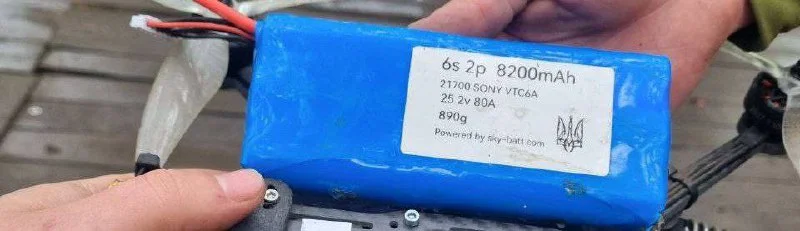 6s 2p 8200mAh
21700 SONY VTC6A
25.2v 80A
890g
Powered by sky-batt.com